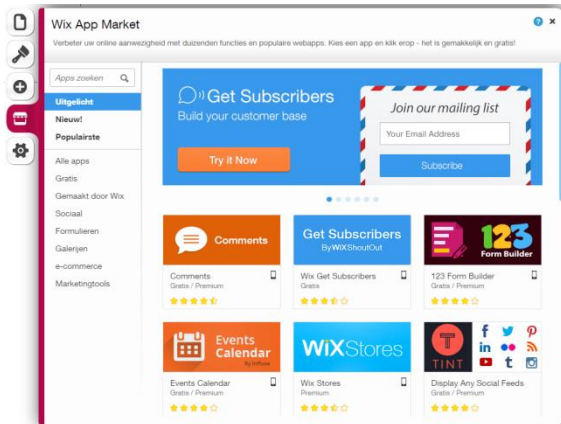 Wix App Market
Verbeter uw online aanwezigheid met duizenden functies en populaire webapps. Kies een app en klik erop - het is gemakkelijk en gratis!
Apps zoeken
Uitgelicht
Nieuw!
Populairste
Alle apps
Gratis
Gemaakt door Wix
Sociaal
Formulieren
Galerijen
e-commerce
Marketingtools
Get Subscribers
Build your customer base
Try it Now
Join our mailing list
Your Email Address
Subscribe
Comments
Get Subscribers
By WIX ShoutOut
123
Form Builder
Comments
Gratis / Premium
Wix Get Subscribers
Gratis
123 Form Builder
Gratis / Premium
Events
Calendar
By Inffuse
WiX Stores
TINT
Events Calendar
Gratis / Premium
Wix Stores
Premium
Display Any Social Feeds
Gratis / Premium